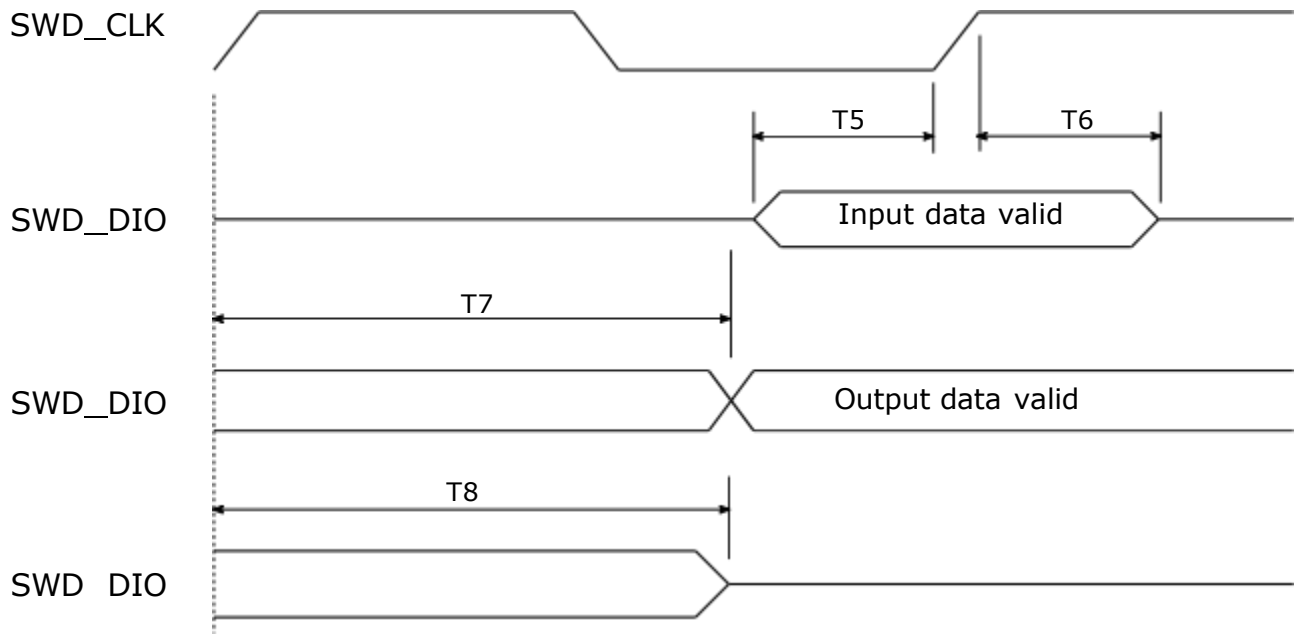 SWD_CLK
T5
T6
SWD_DIO
Input data valid
T7
SWD_DIO
Output data valid
T8
SWD DIO